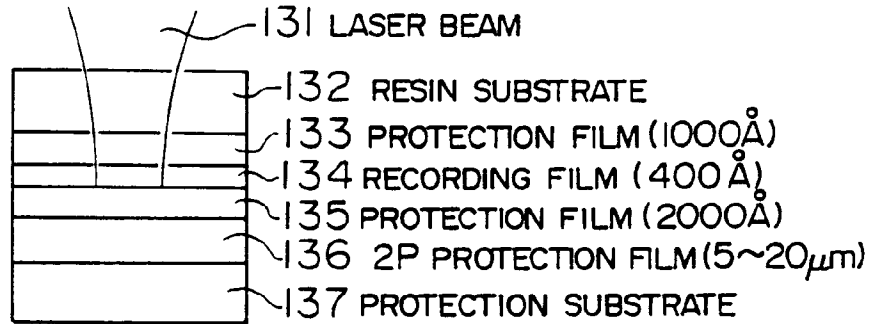 131 LASER BEAM
132 RESIN SUBSTRATE
133 PROTECTION FILM (1000Å)
134 RECORDING FILM (400Å)
135 PROTECTION FILM (2000Å)
136 2P PROTECTION FILM (5~20μm)
137 PROTECTION SUBSTRATE